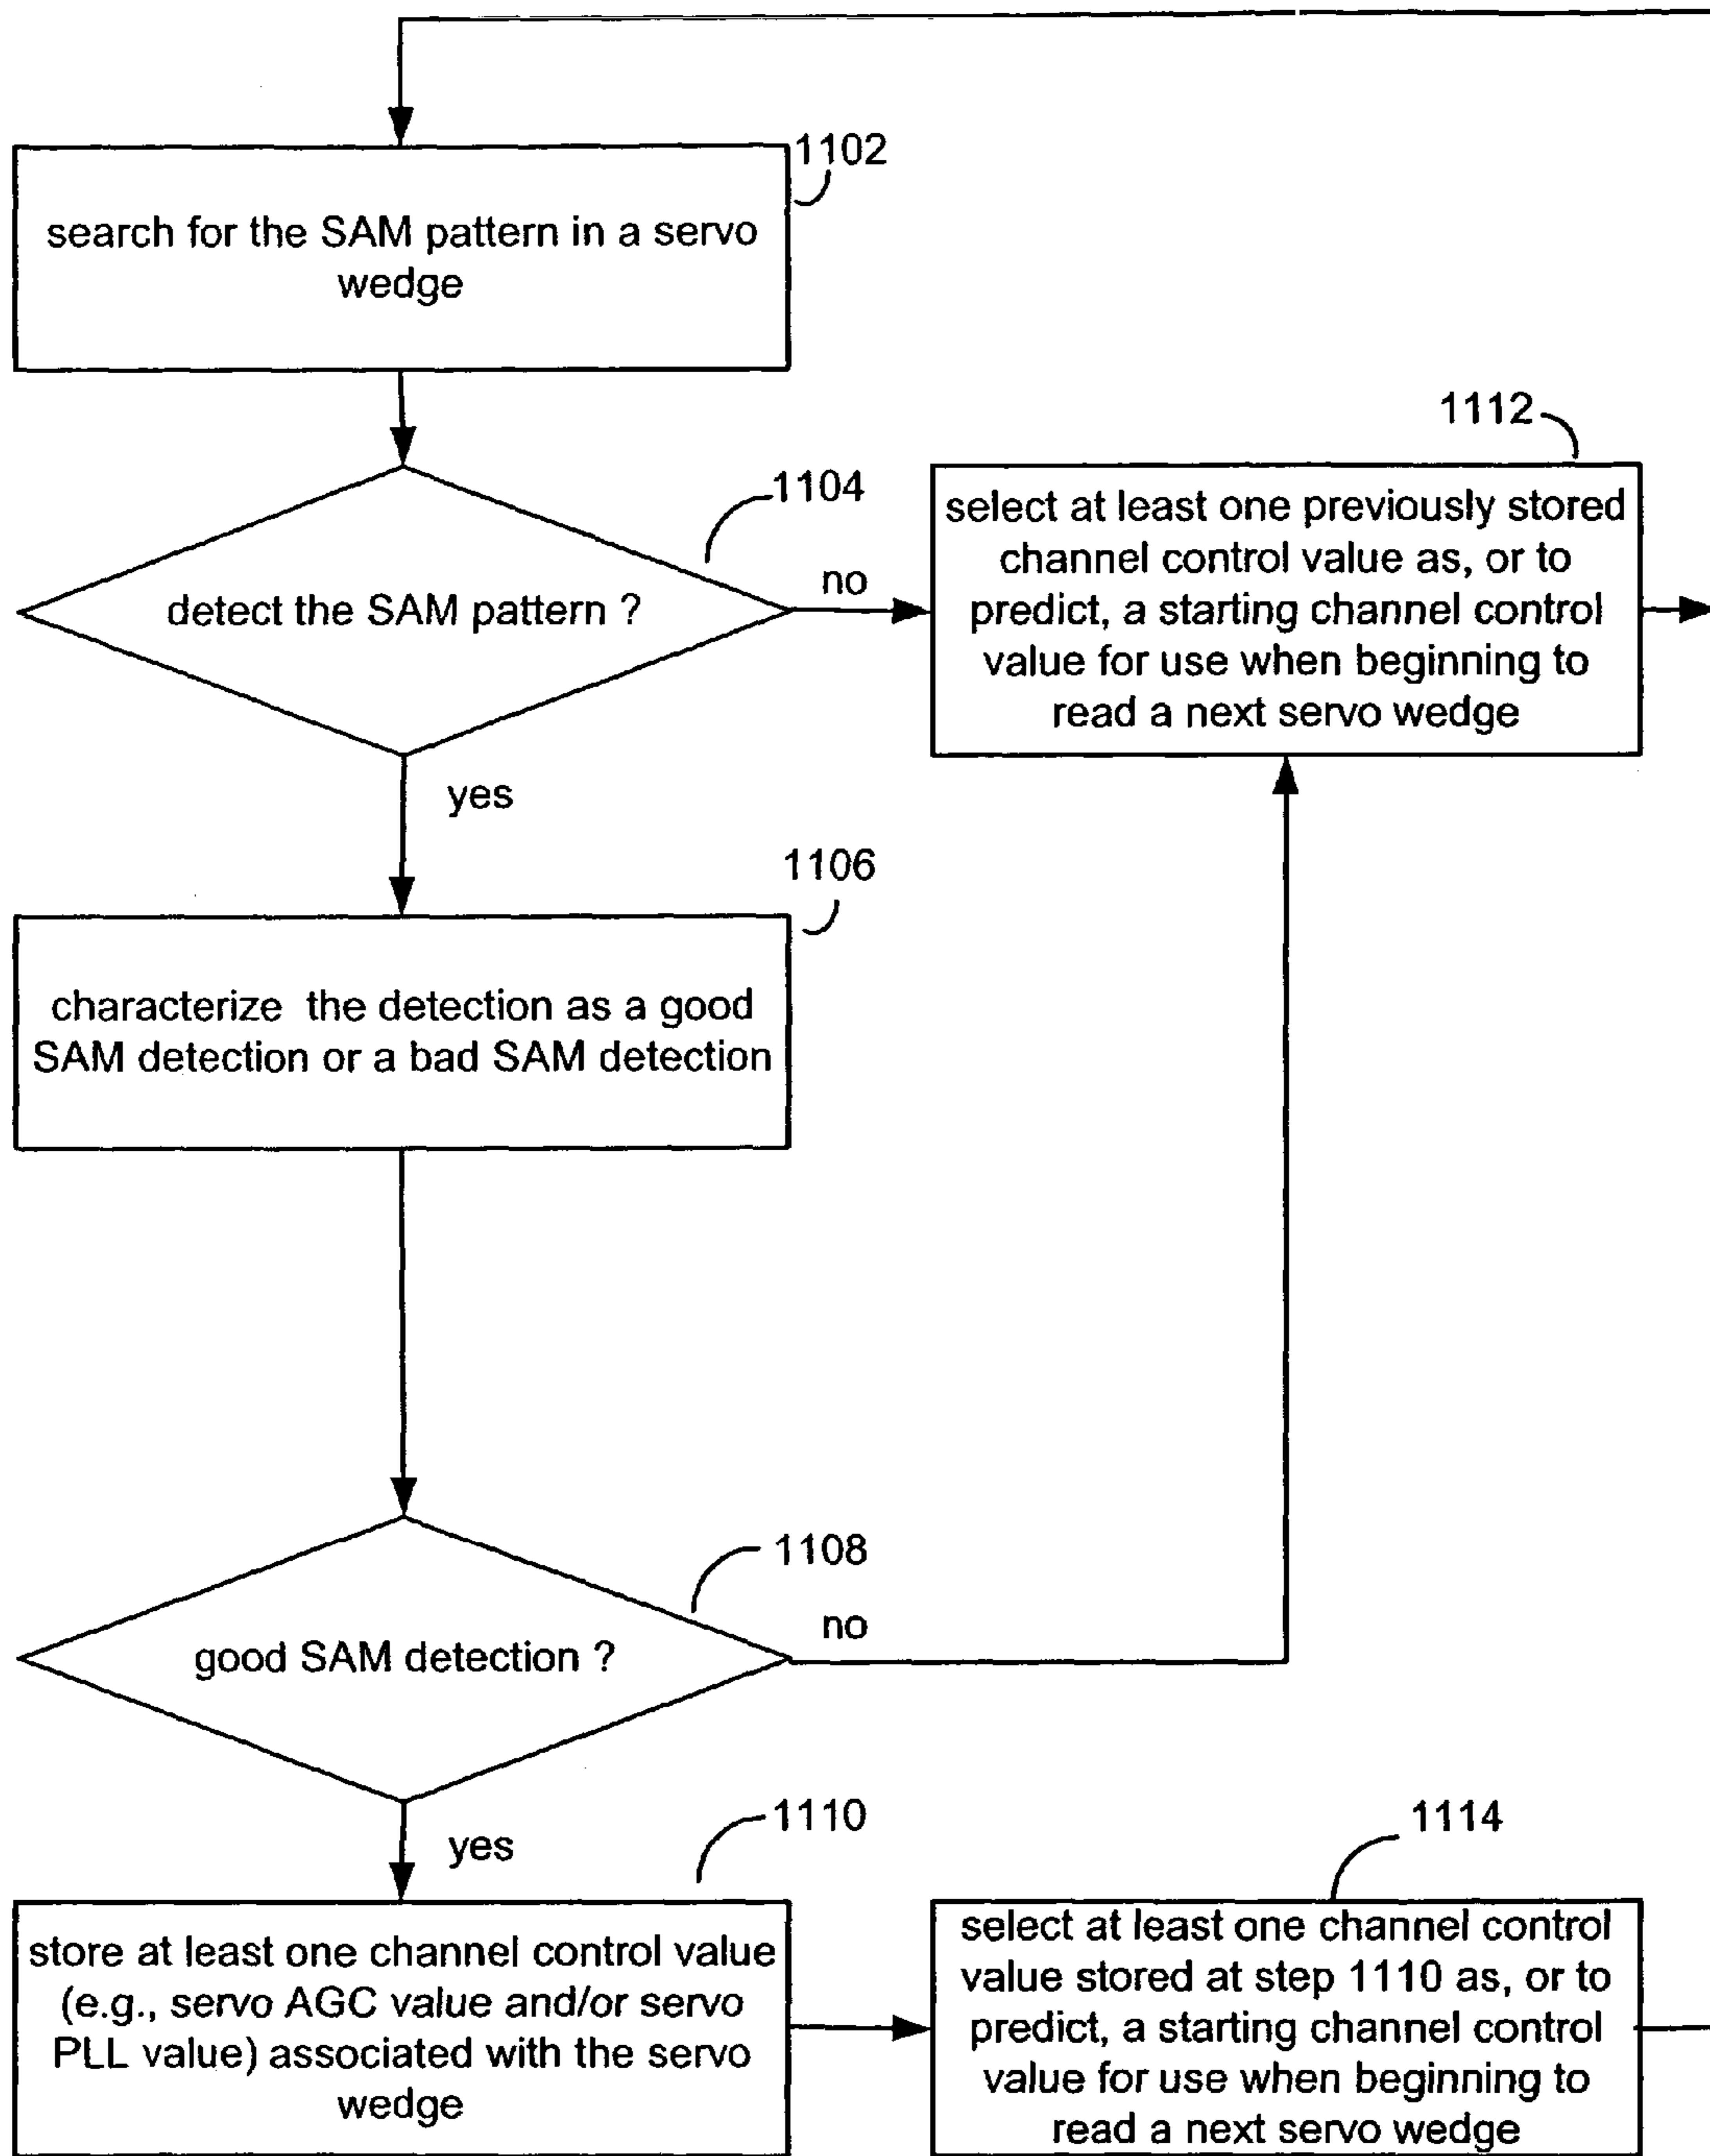 1102
search for the SAM pattern in a servo
wedge
1104
detect the SAM pattern ?
no
yes
1112
select at least one previously stored
channel control value as, or to
predict, a starting channel control
value for use when beginning to
read a next servo wedge
1106
characterize the detection as a good
SAM detection or a bad SAM detection
1108
good SAM detection ?
no
yes
1110
store at least one channel control value
(e.g., servo AGC value and/or servo
PLL value) associated with the servo
wedge
1114
select at least one channel control
value stored at step 1110 as, or to
predict, a starting channel control
value for use when beginning to
read a next servo wedge